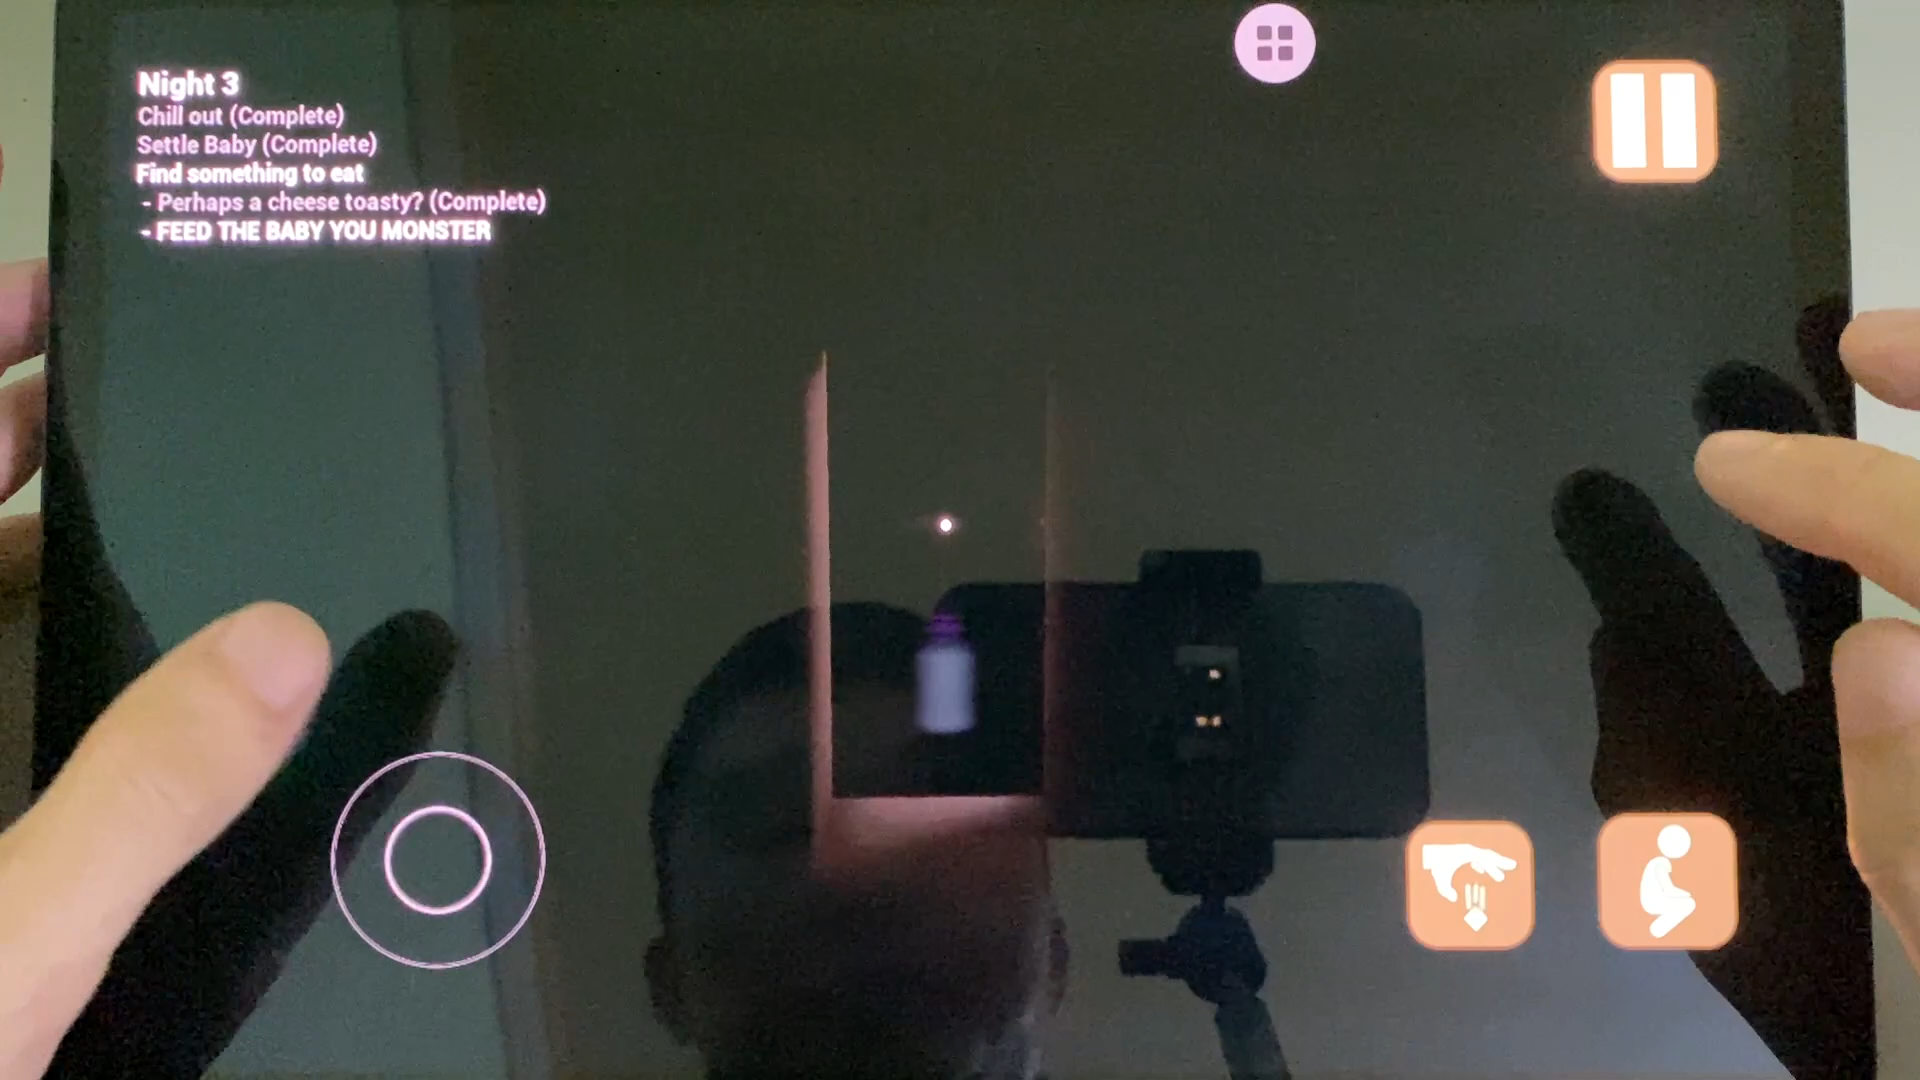 Night 3
Chill out (Complete)
Settle Baby (Complete)
Find something to eat
- Perhaps a cheese toasty? (Complete)
- FEED THE BABY YOU MONSTER